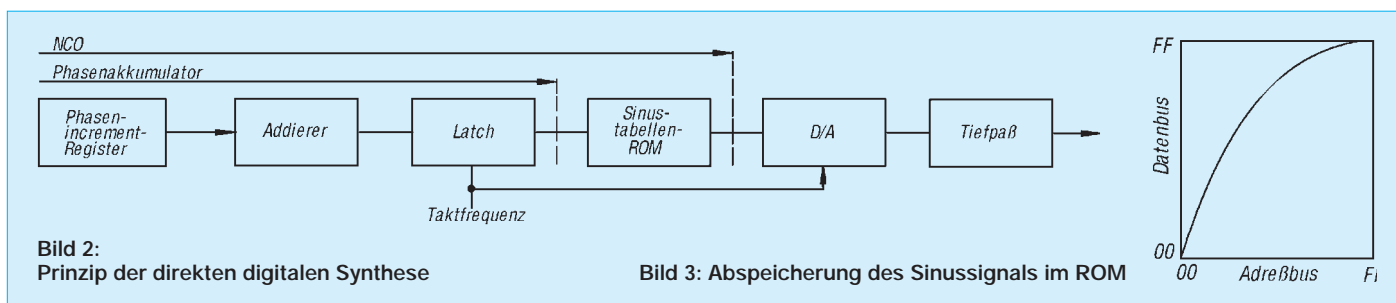 NCO
Phasenakkumulator
Phasen-
increment-
Register
Addierer
Latch
Sinus-
tabellen-
ROM
D/A
Tiefpaß
Taktfrequenz
Bild 2:
Prinzip der direkten digitalen Synthese
FF
Datenbus
00
00
Adreßbus
Bild 3: Abspeicherung des Sinussignals im ROM